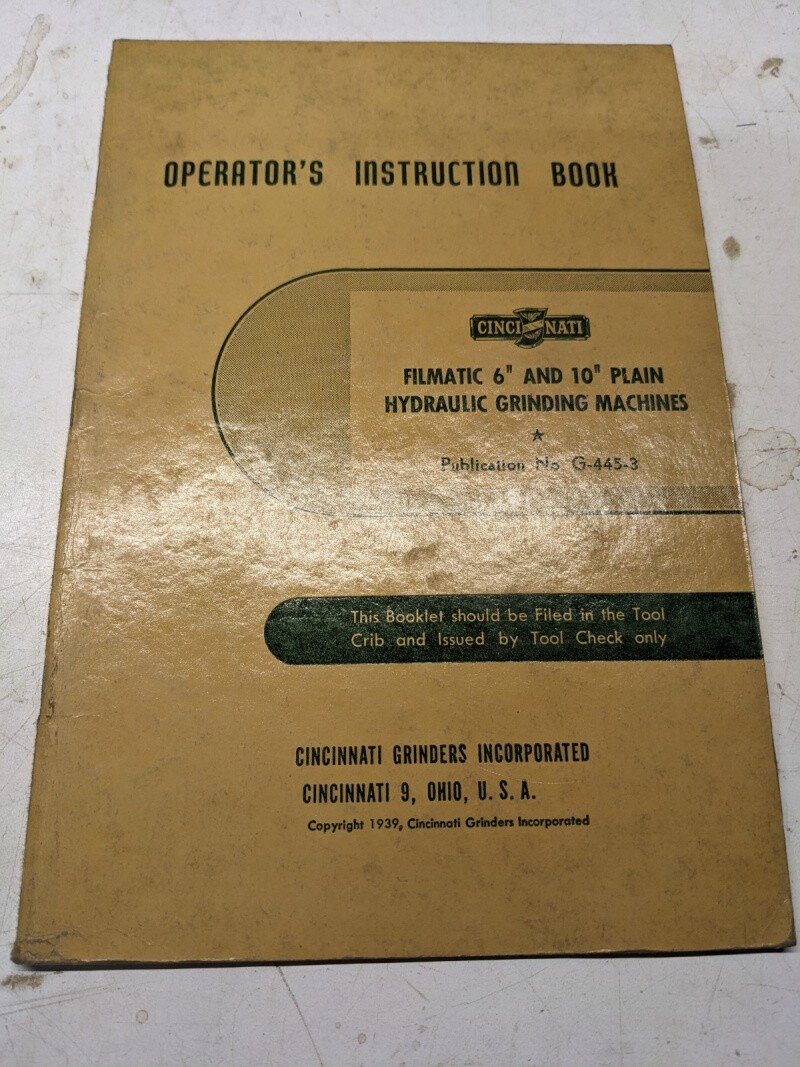 OPERATOR'S INSTRUCTION BOOK
CINCINNATI
FILMATIC 6" AND 10" PLAIN
HYDRAULIC GRINDING MACHINES
Publication No G-445-3
This Booklet should be Filed in the Tool
Crib and Issued by Tool Check only
CINCINNATI GRINDERS INCORPORATED
CINCINNATI 9, OHIO, U. S. A.
Copyright 1939, Cincinnati Grinders Incorporated